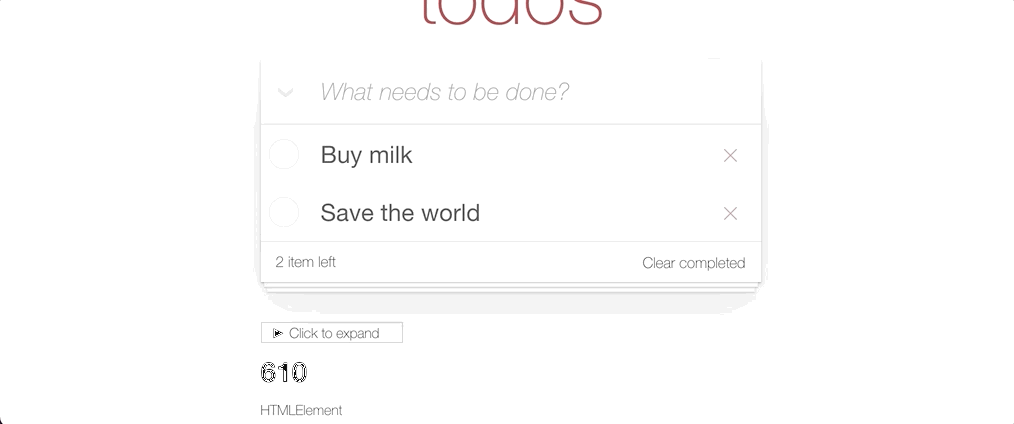 todos
What needs to be done?
Buy milk
Save the world
2 item left
Clear completed
Click to expand
610
HTMLElement